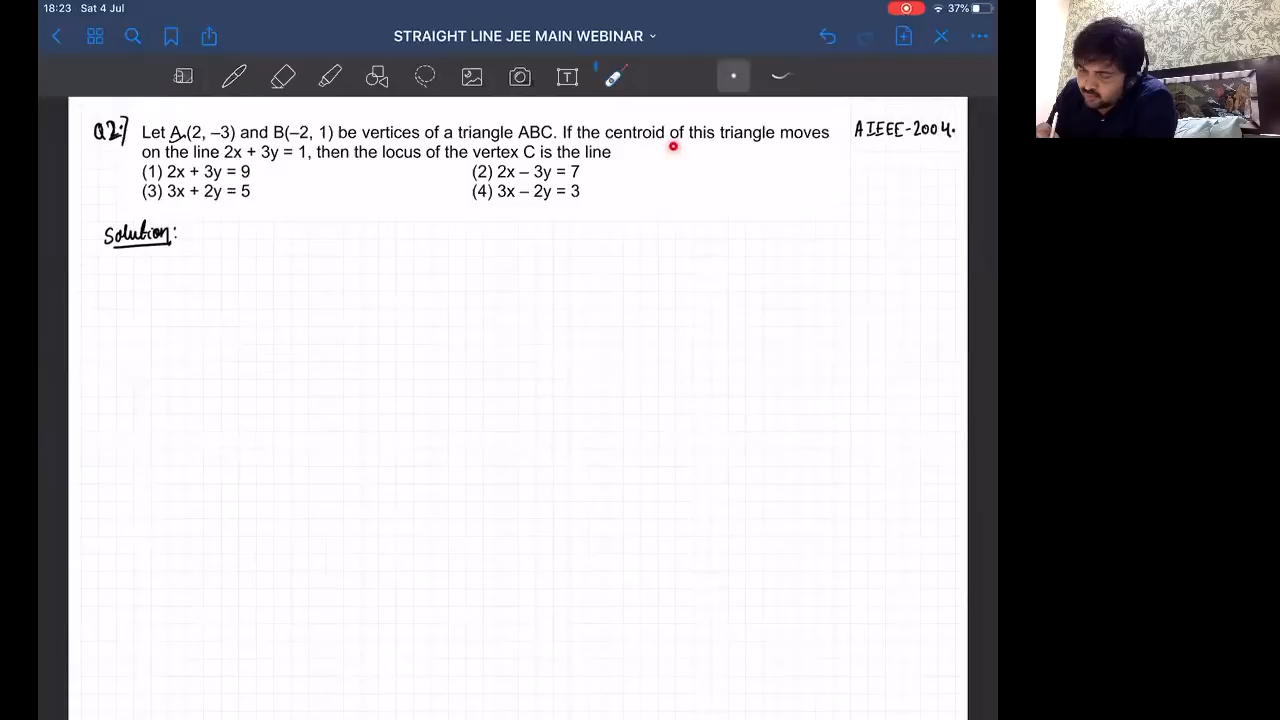 18:23 Sat 4 Jul
37%
STRAIGHT LINE JEE MAIN WEBINAR
T
Q27 Let A(2, –3) and B(–2, 1) be vertices of a triangle ABC. If the centroid of this triangle moves AIEEE-2004.
on the line 2x + 3y = 1, then the locus of the vertex C is the line
(1) 2x + 3y = 9 (2) 2x – 3y = 7
(3) 3x + 2y = 5 (4) 3x – 2y = 3
Solution: